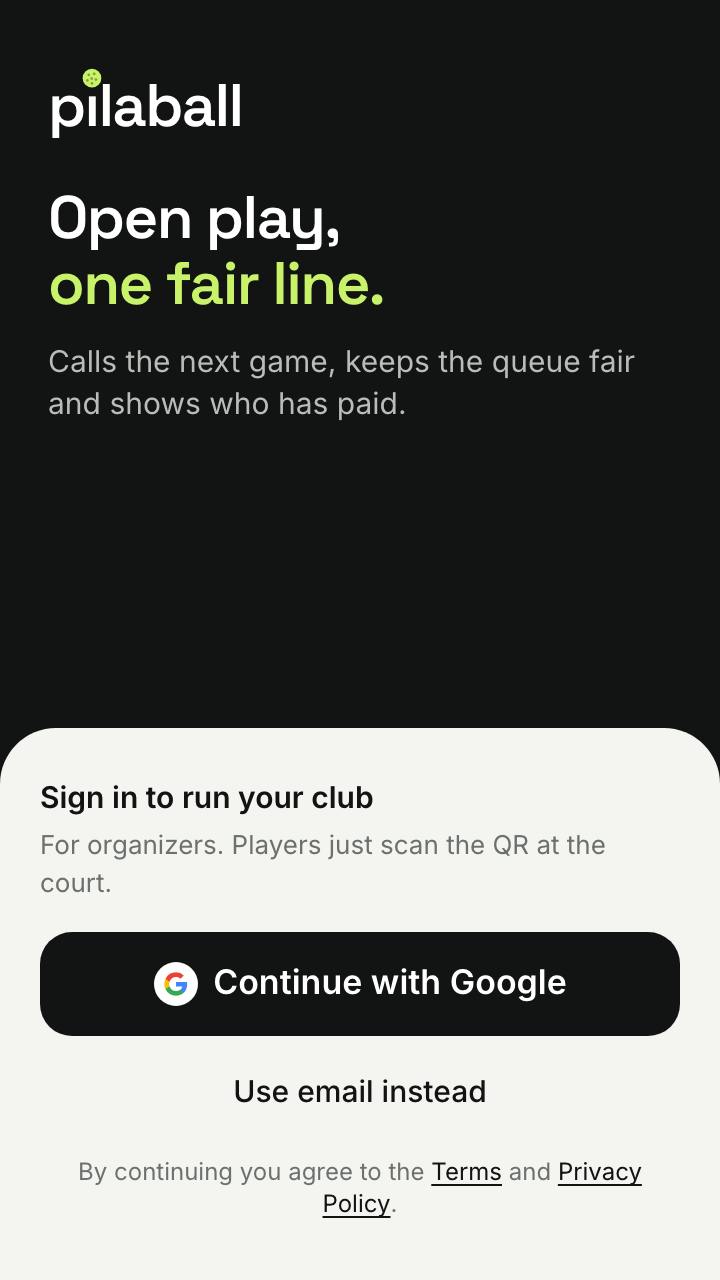 pilaball
Open play,
one fair line.
Calls the next game, keeps the queue fair
and shows who has paid.
Sign in to run your club
For organizers. Players just scan the QR at the
court.
Continue with Google
Use email instead
By continuing you agree to the Terms and Privacy
Policy.